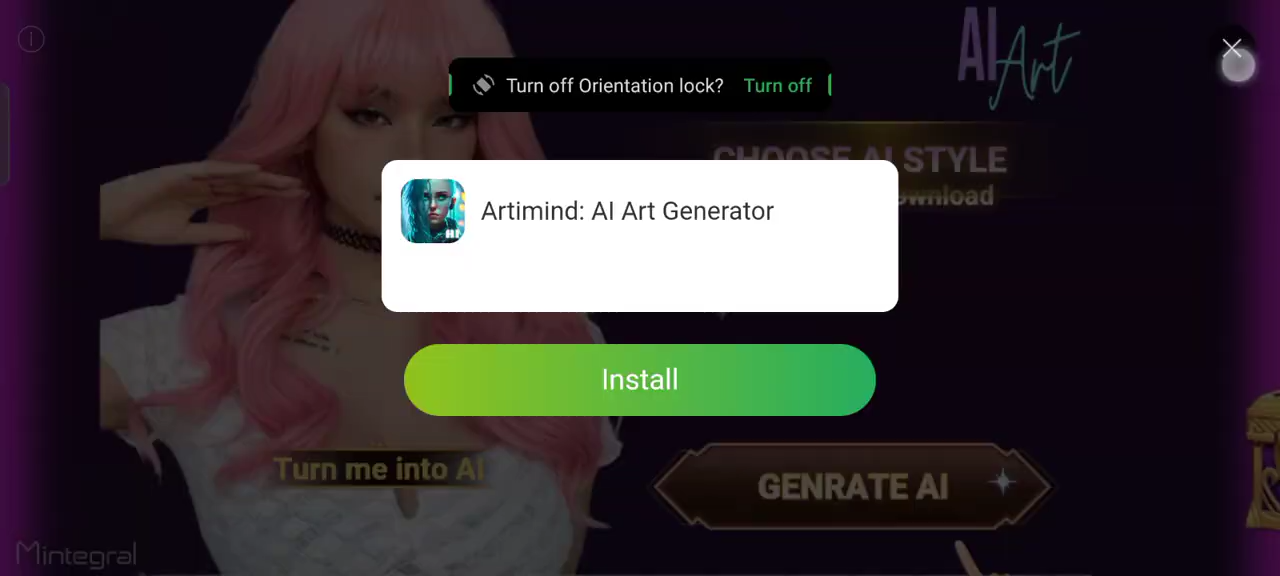 AI Art
Turn off Orientation lock? Turn off
CHOOSE AI STYLE
ownload
Artimind: AI Art Generator
Install
Turn me into AI
GENRATE AI
Mintegral